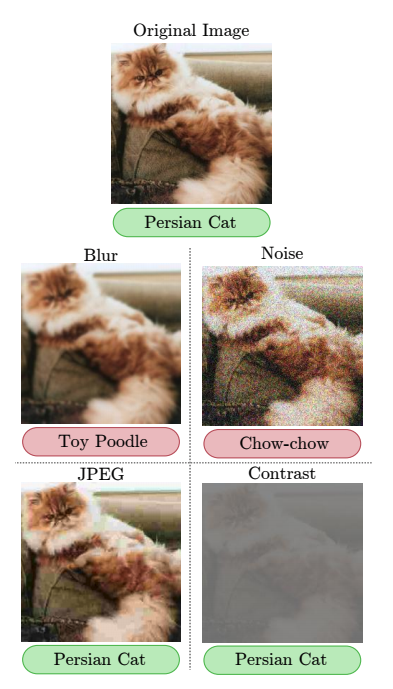 Original Image
Persian Cat
Blur
Noise
Toy Poodle
Chow-chow
JPEG
Contrast
Persian Cat
Persian Cat